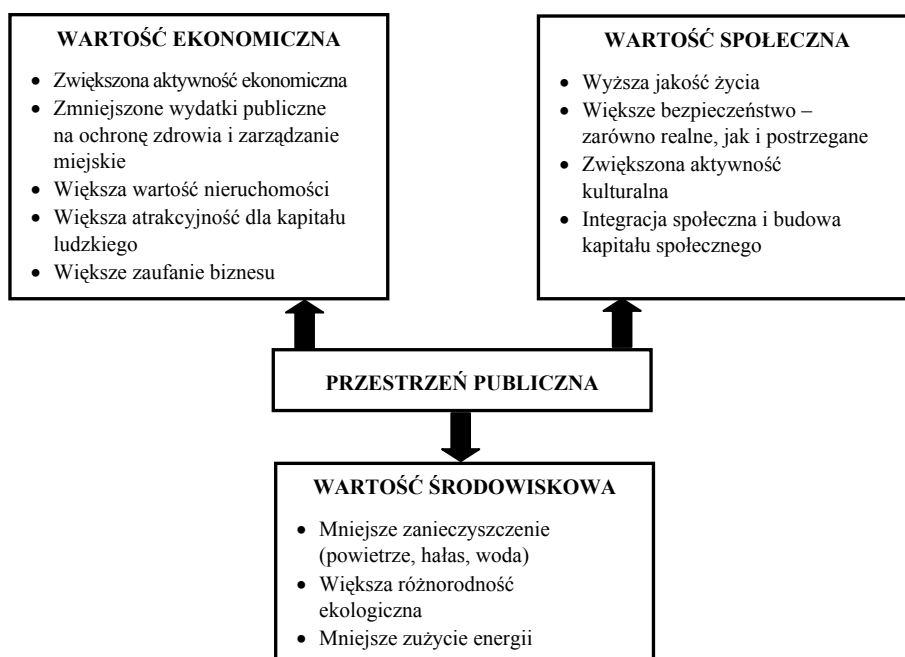 WARTOŚĆ EKONOMICZNA
• Zwiększona aktywność ekonomiczna
• Zmniejszone wydatki publiczne
na ochronę zdrowia i zarządzanie
miejskie
• Większa wartość nieruchomości
• Większa atrakcyjność dla kapitału
ludzkiego
• Większe zaufanie biznesu
WARTOŚĆ SPOŁECZNA
• Wyższa jakość życia
• Większe bezpieczeństwo –
zarówno realne, jak i postrzegane
• Zwiększona aktywność
kulturalna
• Integracja społeczna i budowa
kapitału społecznego
PRZESTRZEŃ PUBLICZNA
WARTOŚĆ ŚRODOWISKOWA
• Mniejsze zanieczyszczenie
(powietrze, hałas, woda)
• Większa różnorodność
ekologiczna
• Mniejsze zużycie energii